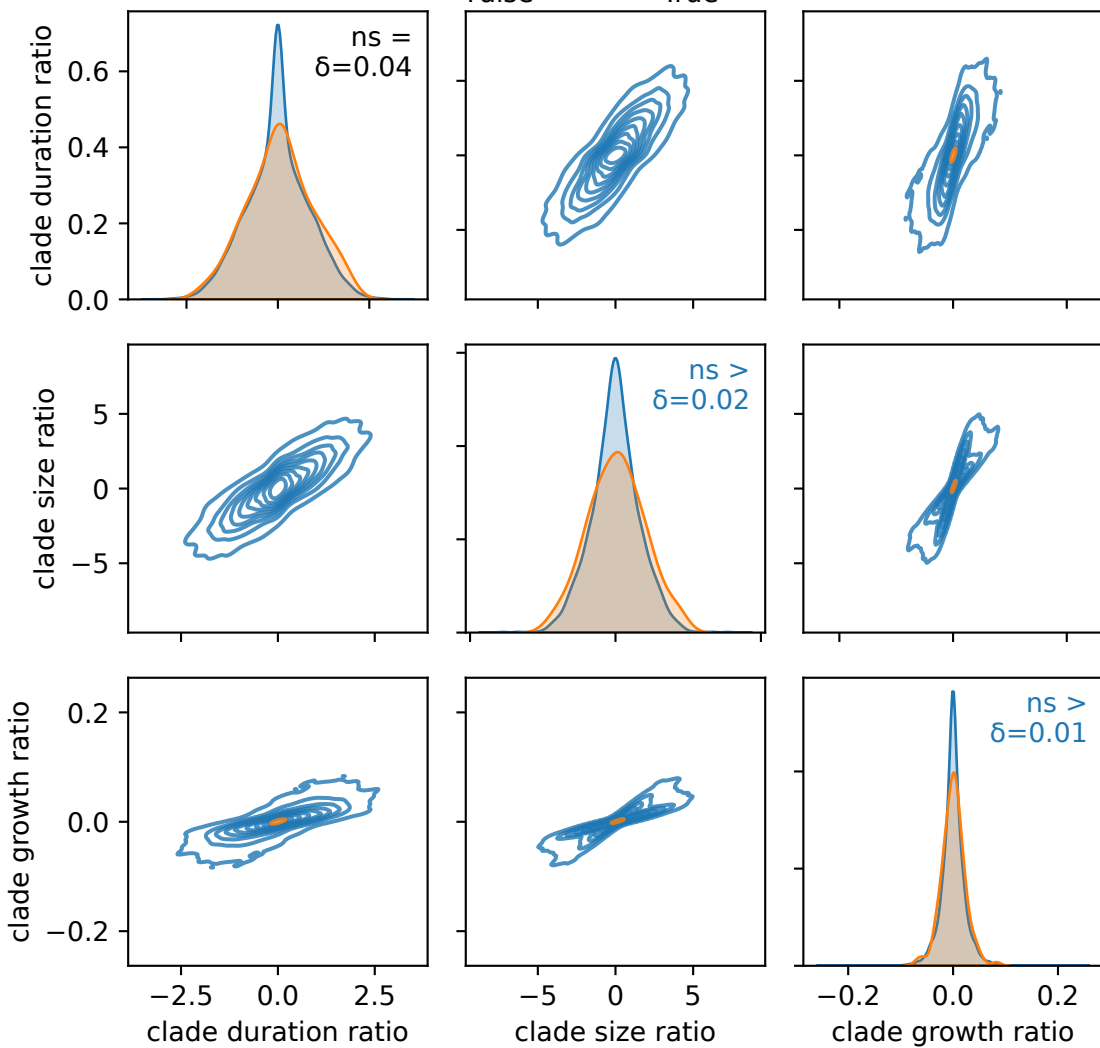 clade duration ratio
0.6
0.4
0.2
0.0
ns =
δ=0.04
clade size ratio
5
0
−5
ns >
δ=0.02
clade growth ratio
0.2
0.0
−0.2
ns >
δ=0.01
−2.5 0.0 2.5
−5 0 5
−0.2 0.0 0.2
clade duration ratio
clade size ratio
clade growth ratio